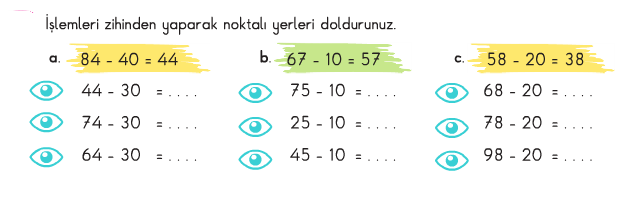 İşlemleri zihinden yaparak noktalı yerleri doldurunuz.
a. 84 - 40 = 44 b. 67 - 10 = 57 c. 58 - 20 = 38
44 - 30 = . . . . 75 - 10 = . . . . 68 - 20 = . . . .
74 - 30 = . . . . 25 - 10 = . . . . 78 - 20 = . . . .
64 - 30 = . . . . 45 - 10 = . . . . 98 - 20 = . . . .